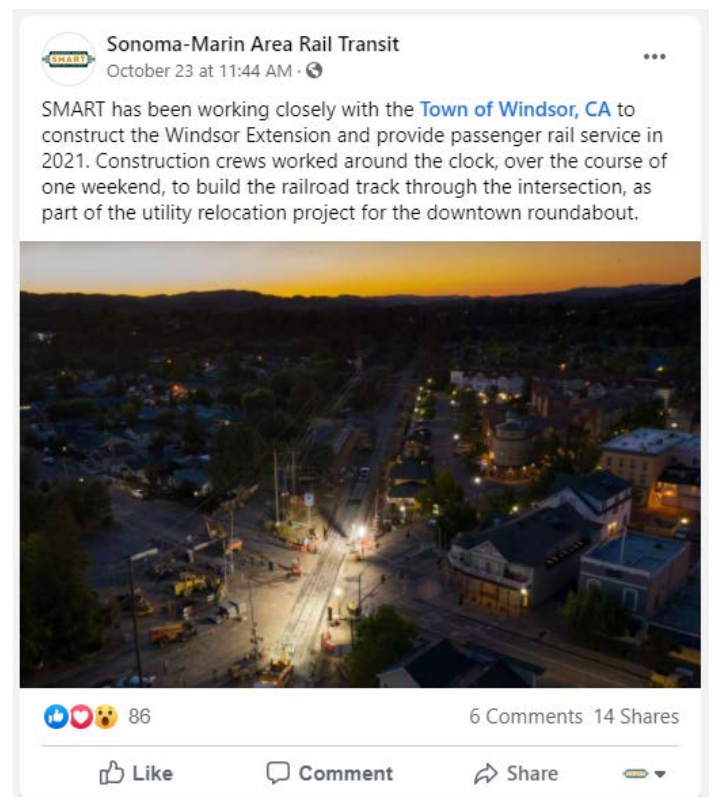 SMART
Sonoma-Marin Area Rail Transit
October 23 at 11:44 AM ·
SMART has been working closely with the Town of Windsor, CA to
construct the Windsor Extension and provide passenger rail service in
2021. Construction crews worked around the clock, over the course of
one weekend, to build the railroad track through the intersection, as
part of the utility relocation project for the downtown roundabout.
86
6 Comments 14 Shares
Like Comment Share